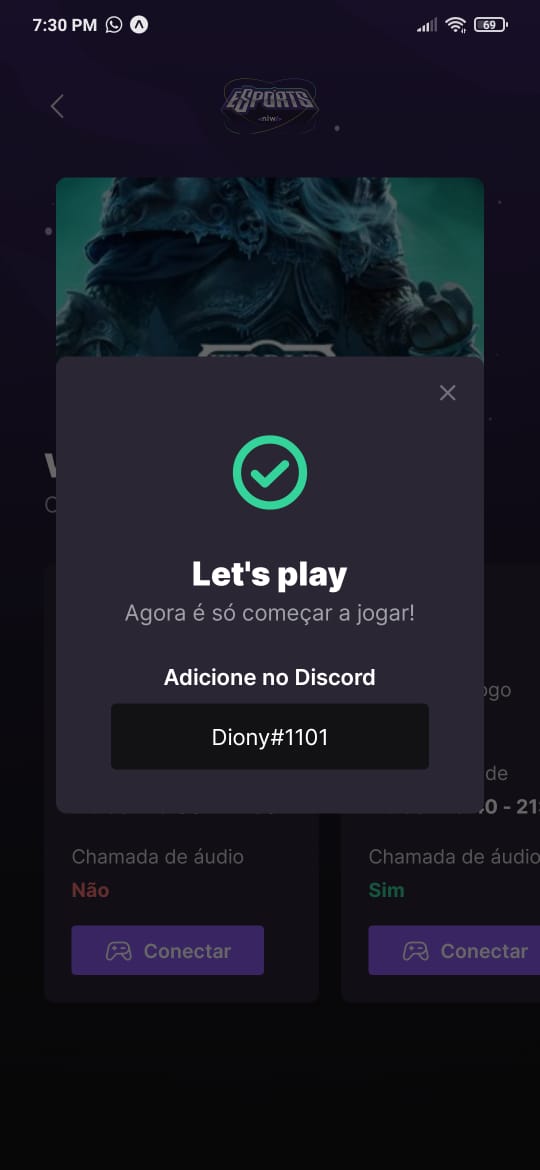 7:30 PM
69
ESPORTS
<nlw/>
WORLD
Let's play
Agora é só começar a jogar!
Adicione no Discord
Diony#1101
Chamada de áudio
Chamada de áudio
Não
Sim
Conectar
Conectar